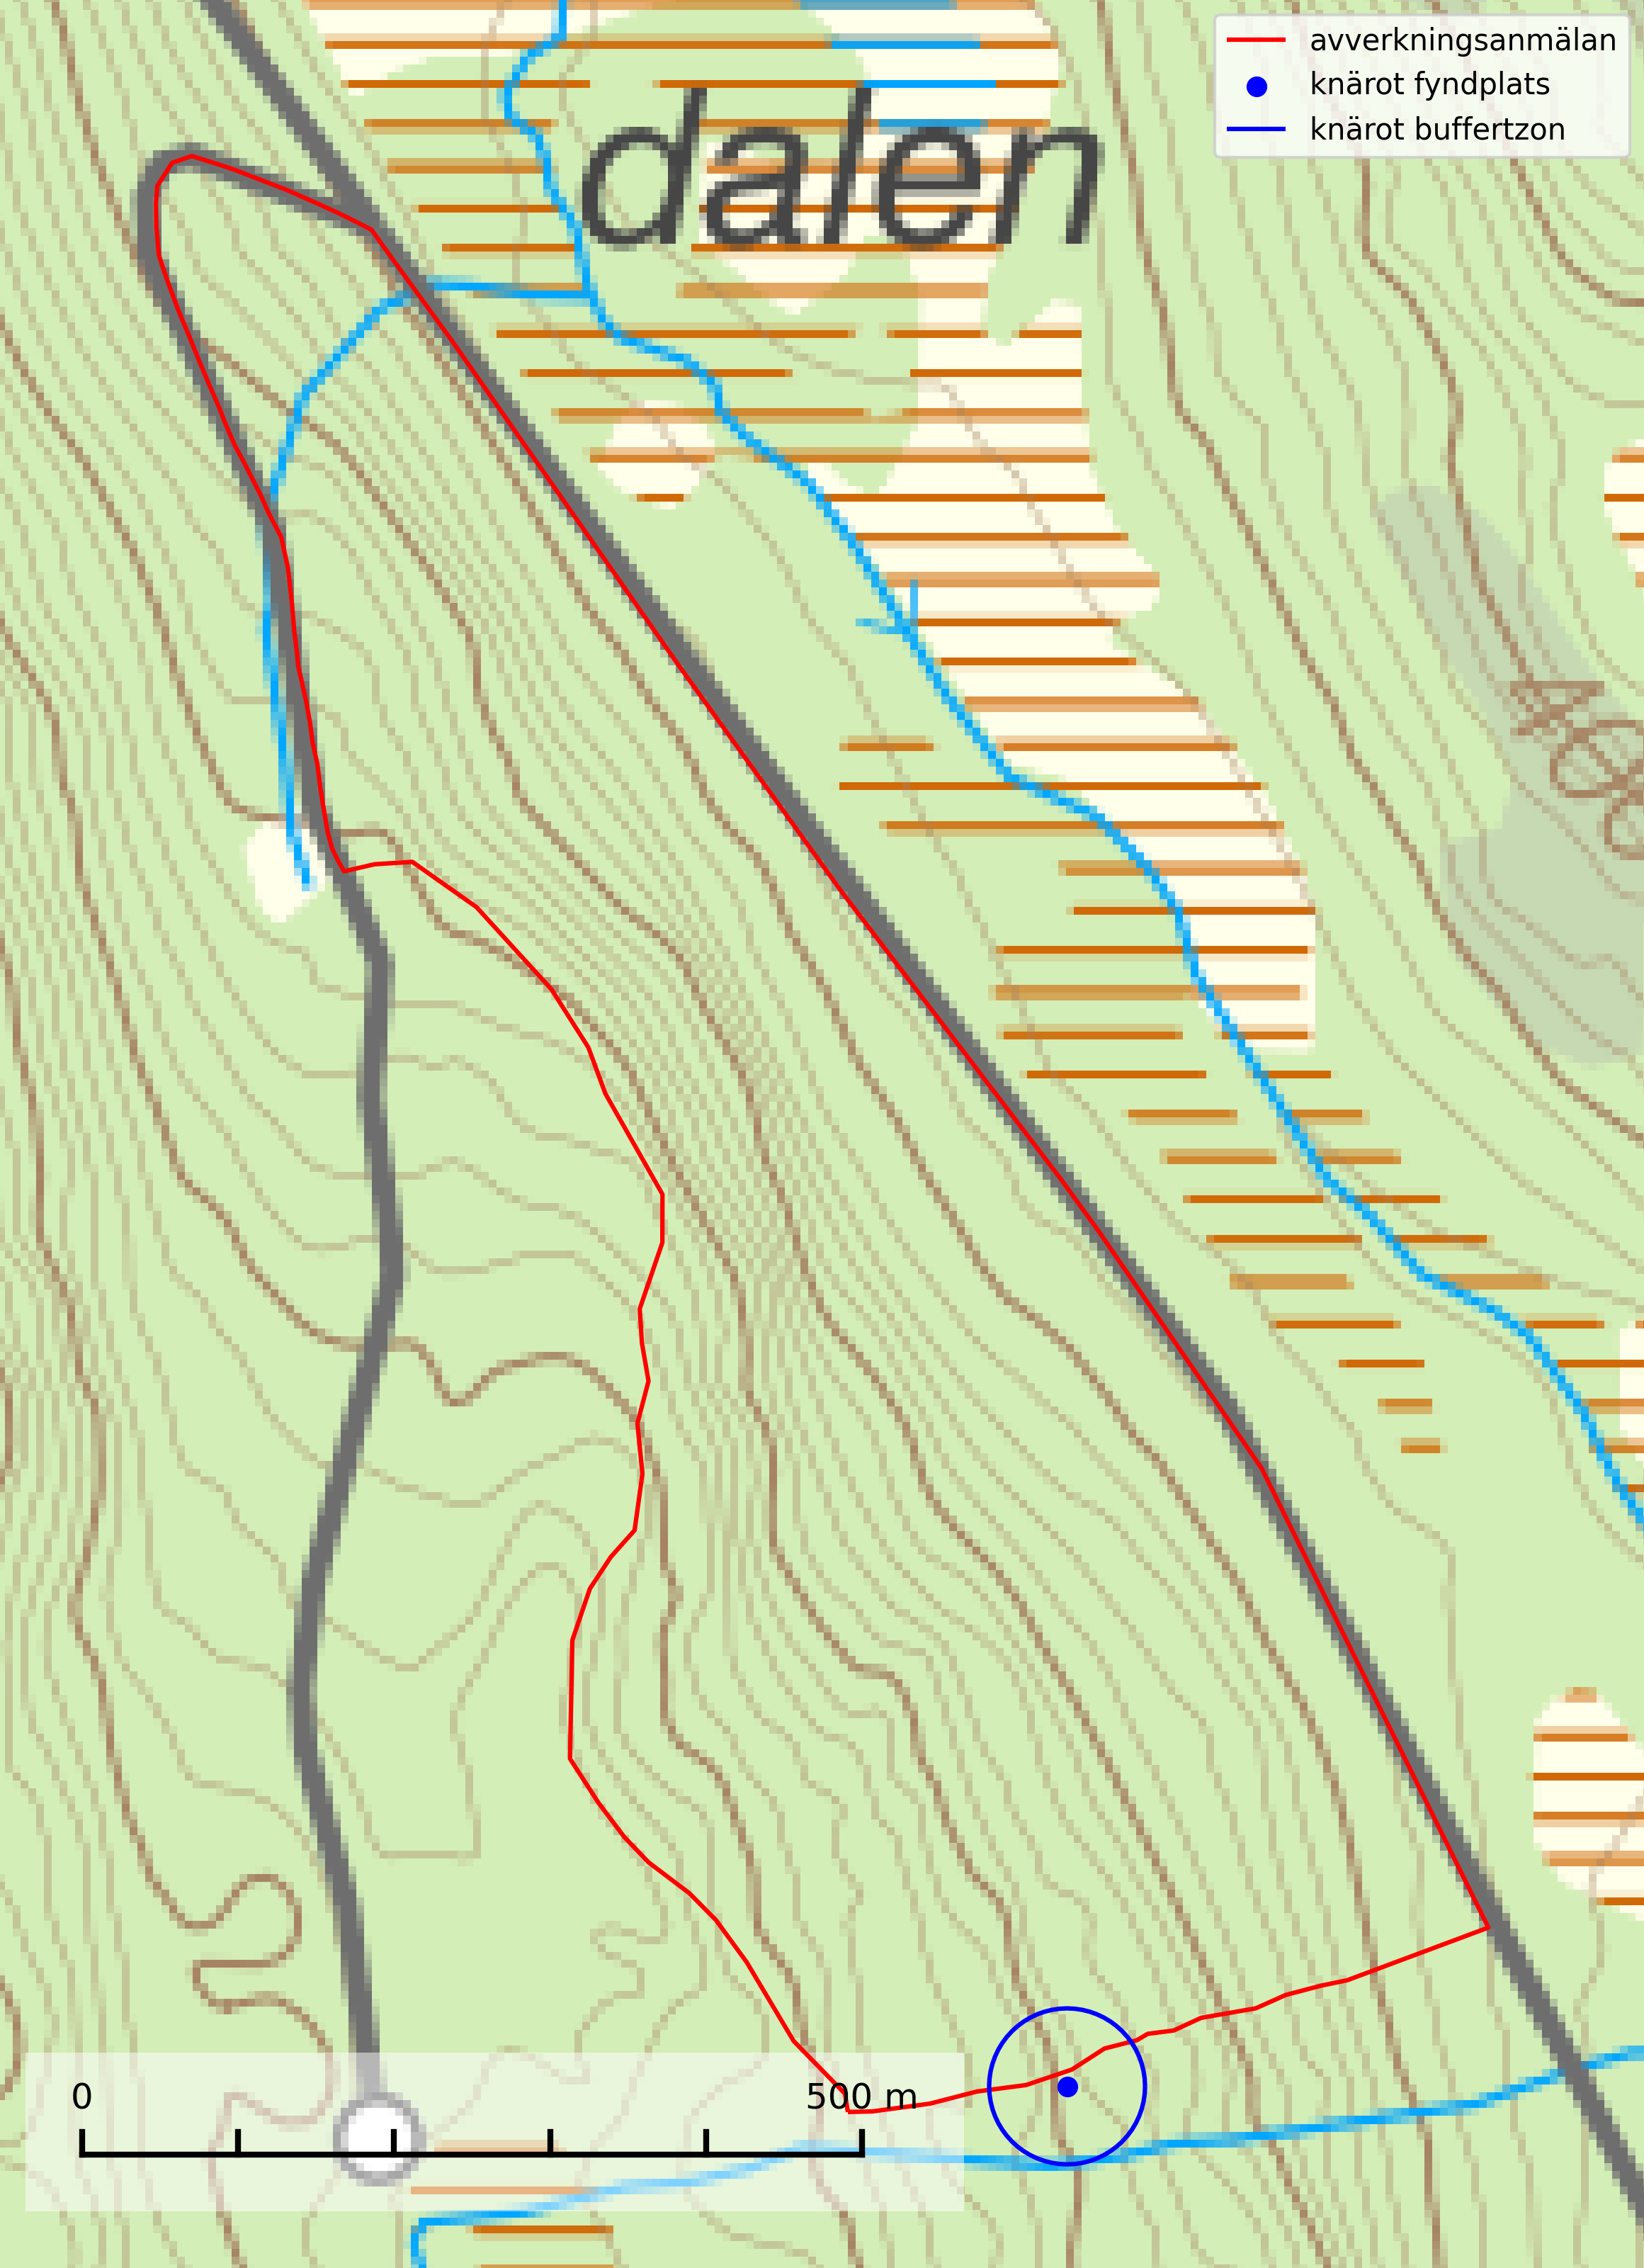 avverkningsanmälan
knärot fyndplats
knärot buffertzon
dalen
0 500 m